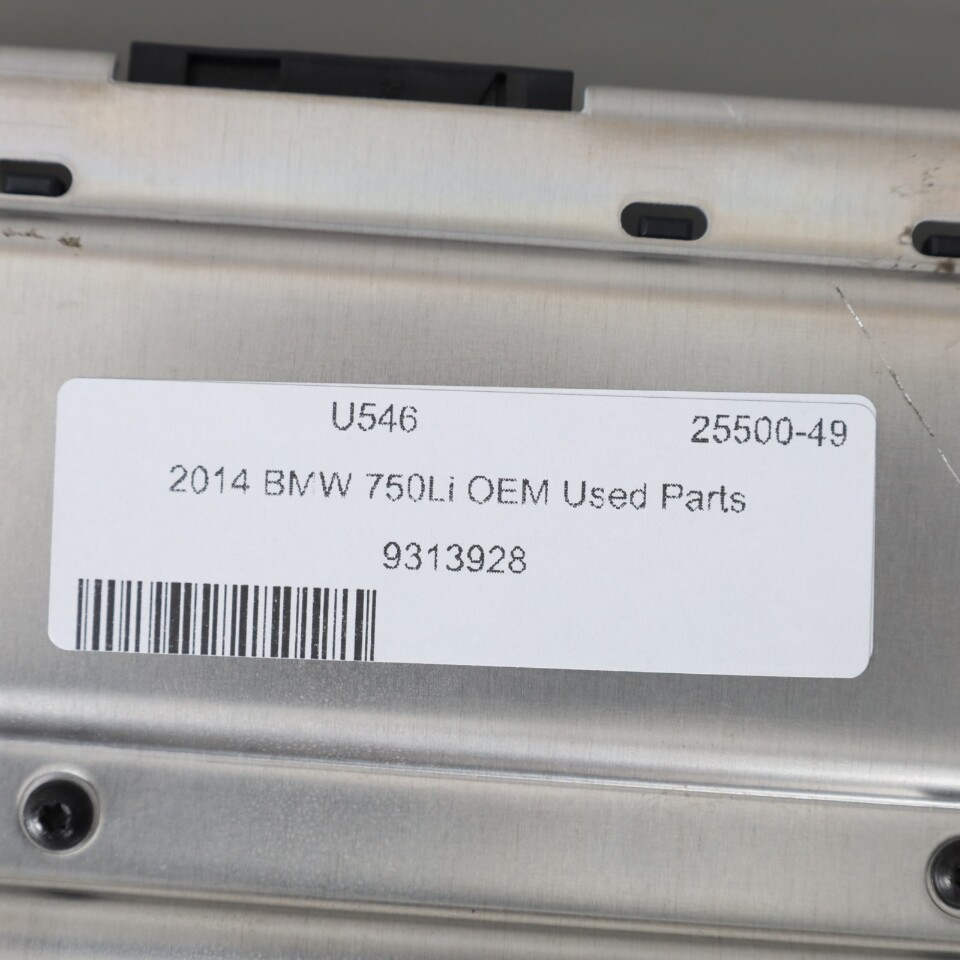 U546 25500-49
2014 BMW 750Li OEM Used Parts
9313928